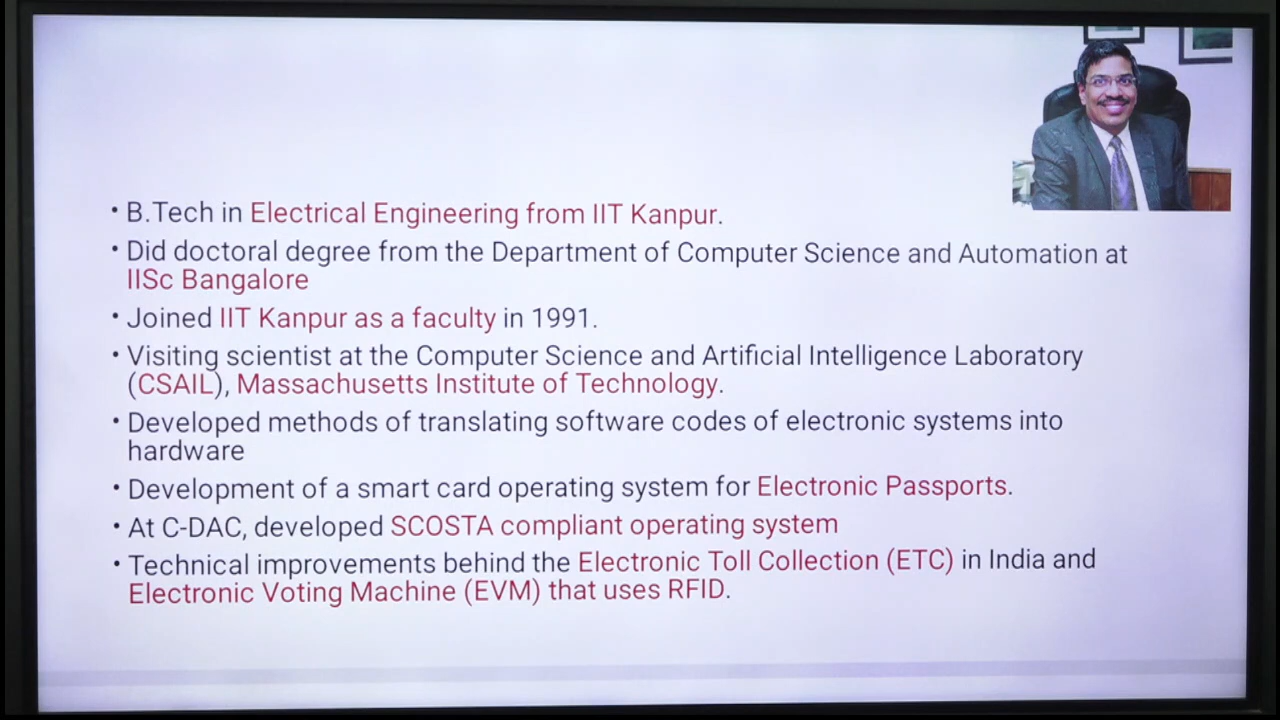 • B.Tech in Electrical Engineering from IIT Kanpur.
• Did doctoral degree from the Department of Computer Science and Automation at
IISc Bangalore
• Joined IIT Kanpur as a faculty in 1991.
• Visiting scientist at the Computer Science and Artificial Intelligence Laboratory
(CSAIL), Massachusetts Institute of Technology.
• Developed methods of translating software codes of electronic systems into
hardware
• Development of a smart card operating system for Electronic Passports.
• At C-DAC, developed SCOSTA compliant operating system
• Technical improvements behind the Electronic Toll Collection (ETC) in India and
Electronic Voting Machine (EVM) that uses RFID.